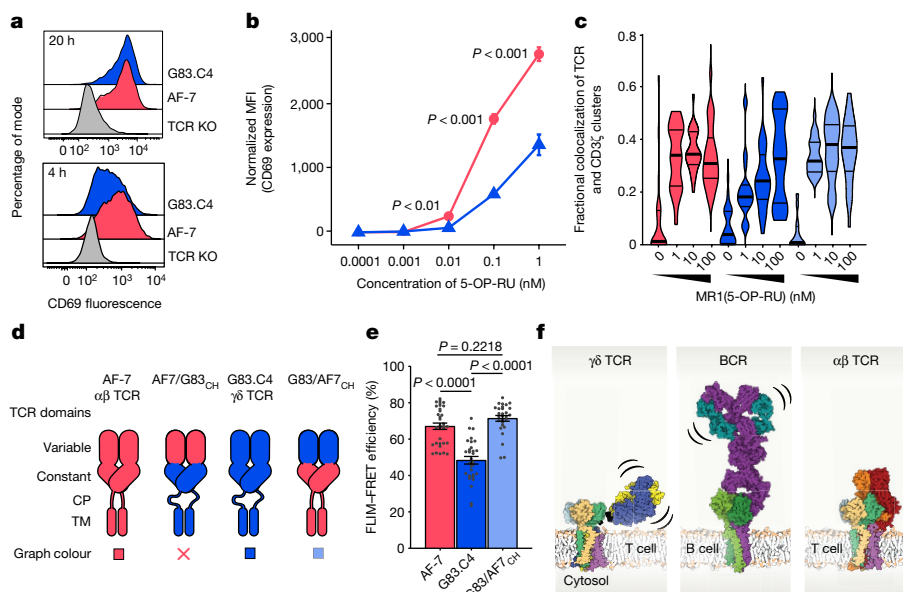 a
20 h
G83.C4
AF-7
TCR KO
10² 10³ 10⁴
4 h
G83.C4
AF-7
TCR KO
0 10² 10³ 10⁴
CD69 fluorescence
Percentage of mode
b
3,000
2,000
1,000
0
Normalized MFI
(CD69 expression)
P < 0.001
P < 0.001
P < 0.01
0.0001 0.001 0.01 0.1 1
Concentration of 5-OP-RU (nM)
c
0.8
0.6
0.4
0.2
0
Fractional colocalization of TCR
and CD3ζ clusters
0 1 10 100 0 1 10 100 0 1 10 100
MR1(5-OP-RU) (nM)
d
AF-7
αβ TCR
AF7/G83CH
G83.C4
γδ TCR
G83/AF7CH
TCR domains
Variable
Constant
CP
TM
Graph colour
e
P = 0.2218
P < 0.0001
P < 0.0001
100
80
60
40
20
0
FLIM–FRET efficiency (%)
AF-7
G83.C4
G83/AF7CH
f
γδ TCR
BCR
αβ TCR
T cell
B cell
T cell
Cytosol